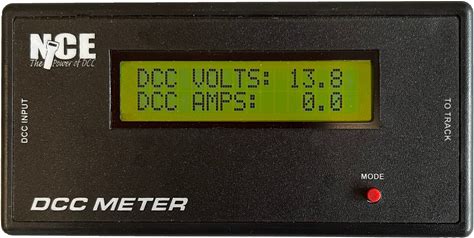 NCE
The Power of DCC
DCC VOLTS: 13.8
DCC AMPS: 0.0
DCC INPUT
TO TRACK
MODE
DCC METER